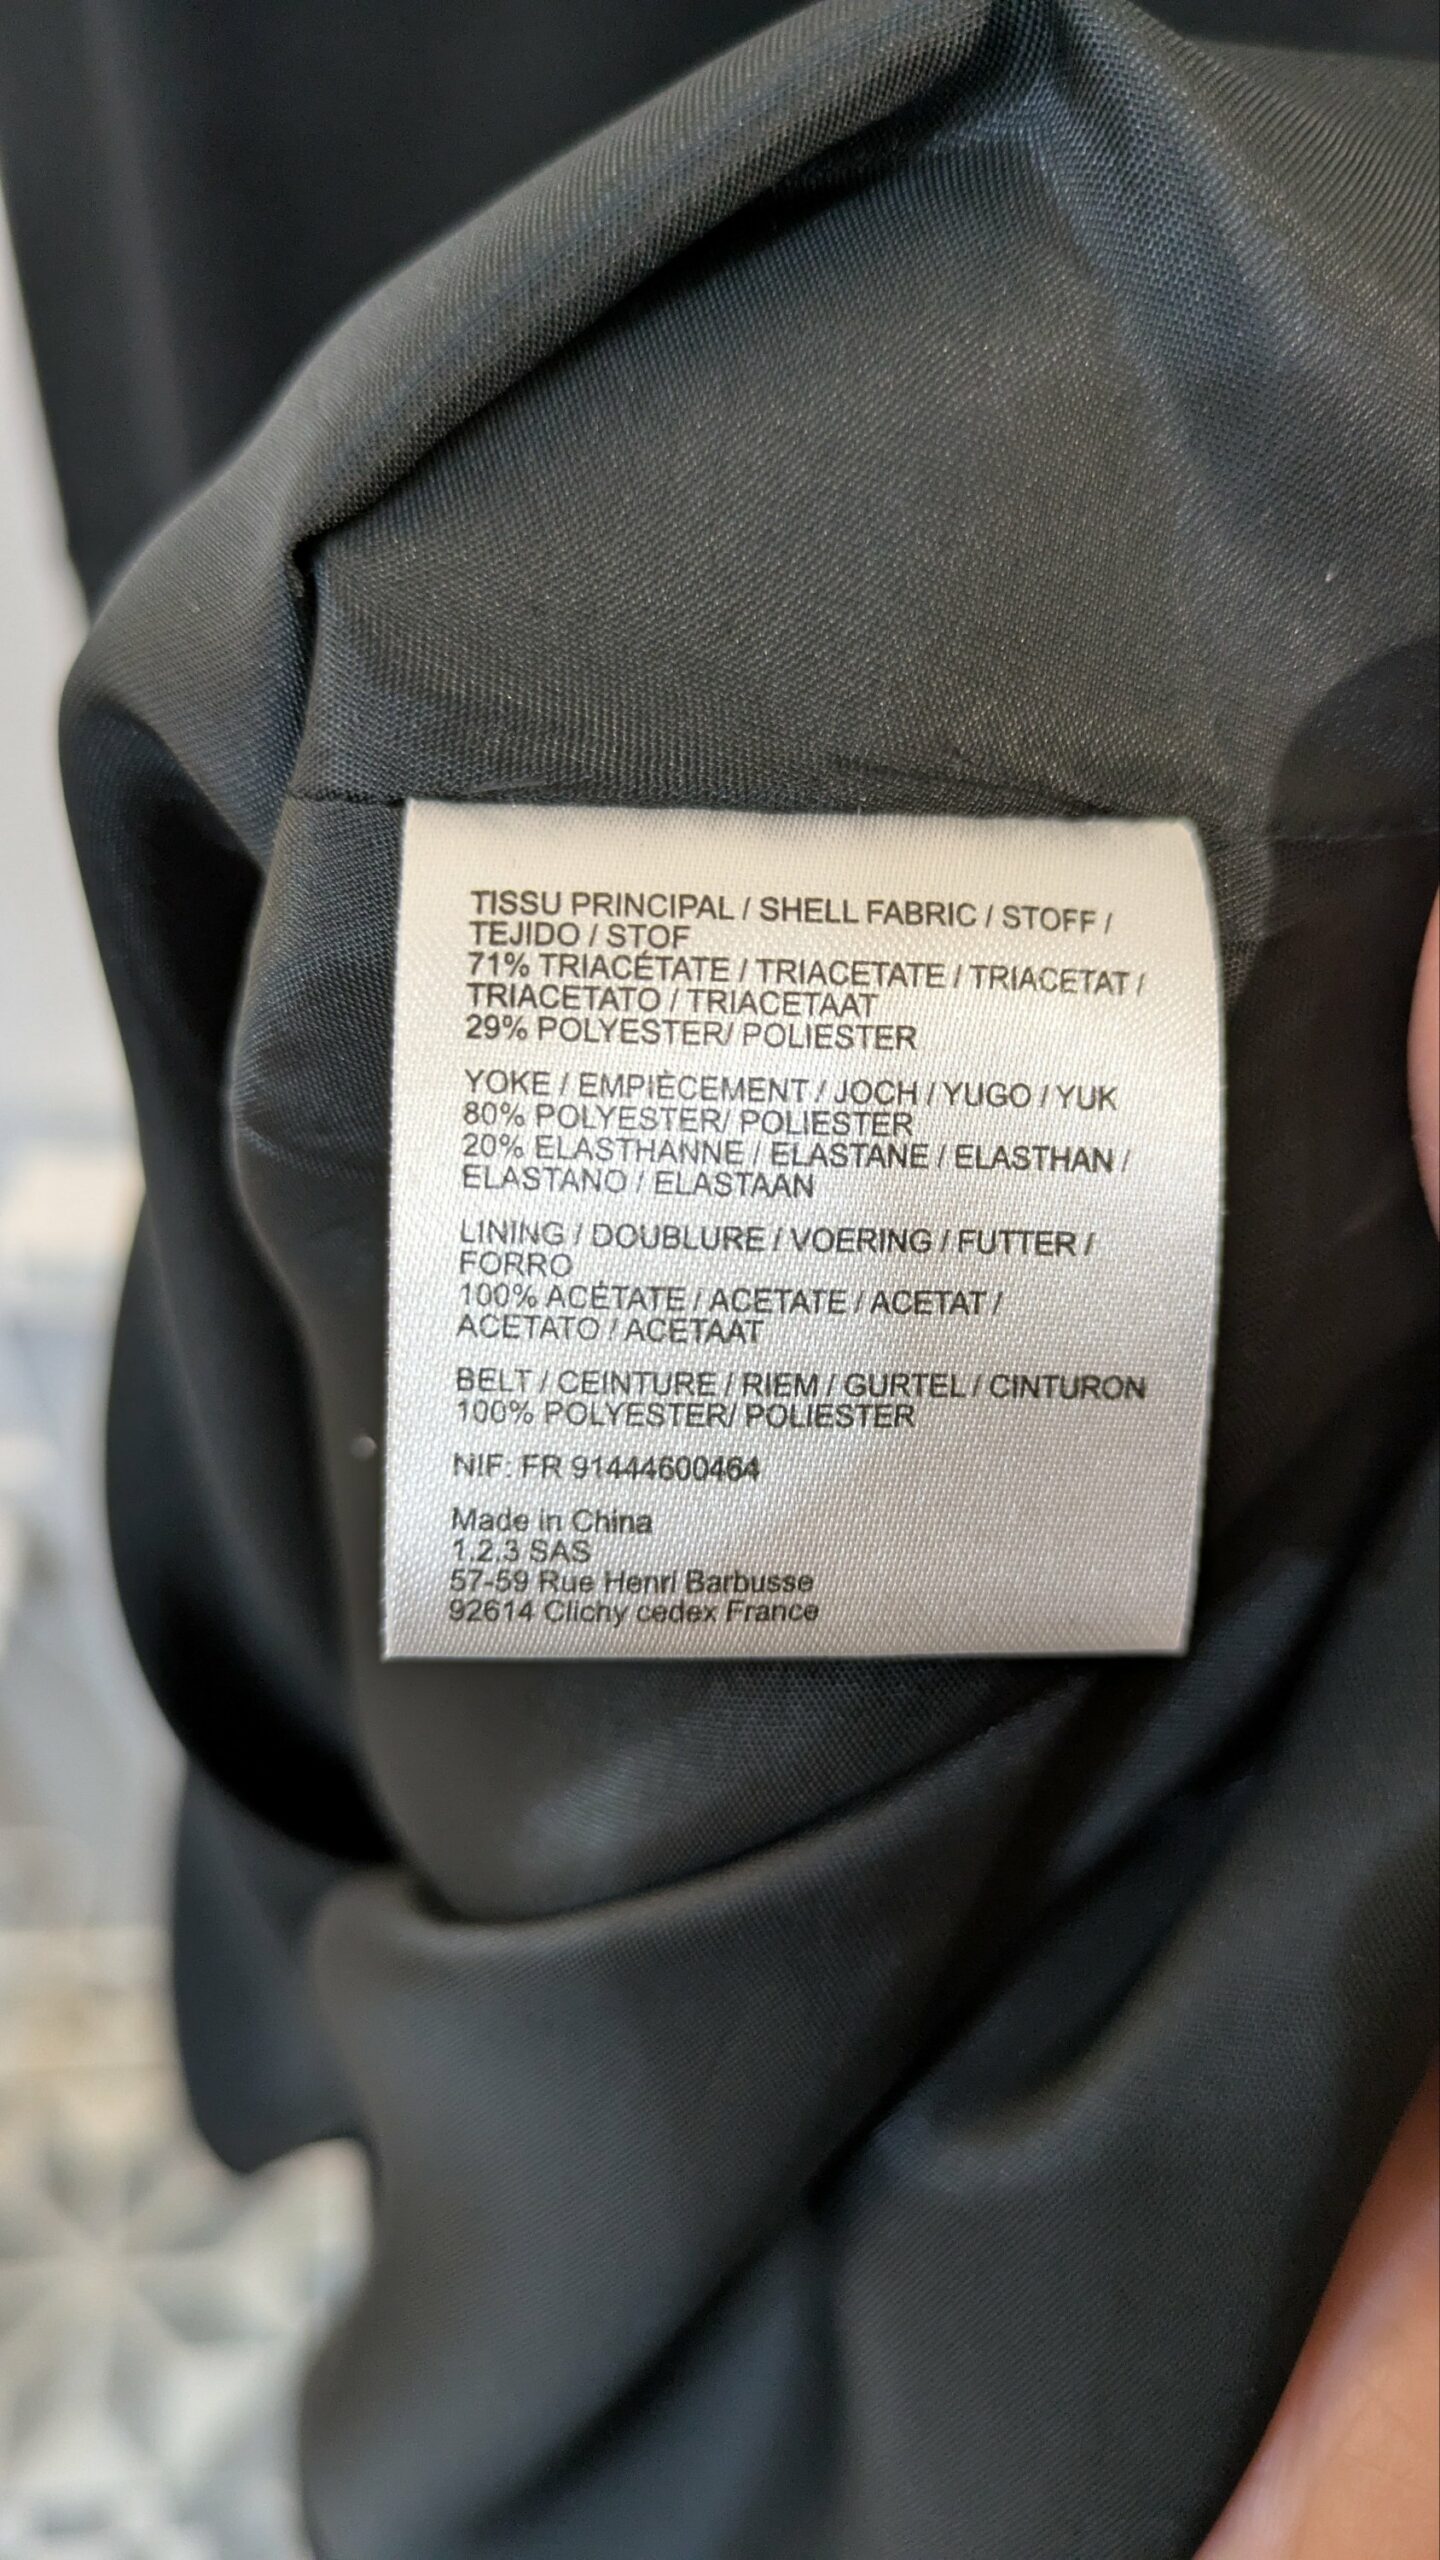 TISSU PRINCIPAL / SHELL FABRIC / STOFF /
TEJIDO / STOF
71% TRIACÉTATE / TRIACETATE / TRIACETAT /
TRIACETATO / TRIACETAAT
29% POLYESTER/ POLIESTER
YOKE / EMPIÈCEMENT / JOCH / YUGO / YUK
80% POLYESTER/ POLIESTER
20% ELASTHANNE / ELASTANE / ELASTHAN /
ELASTANO / ELASTAAN
LINING / DOUBLURE / VOERING / FUTTER /
FORRO
100% ACÉTATE / ACETATE / ACETAT /
ACETATO / ACETAAT
BELT / CEINTURE / RIEM / GURTEL / CINTURON
100% POLYESTER/ POLIESTER
NIF: FR 91444600464
Made in China
1.2.3 SAS
57-59 Rue Henri Barbusse
92614 Clichy cedex France